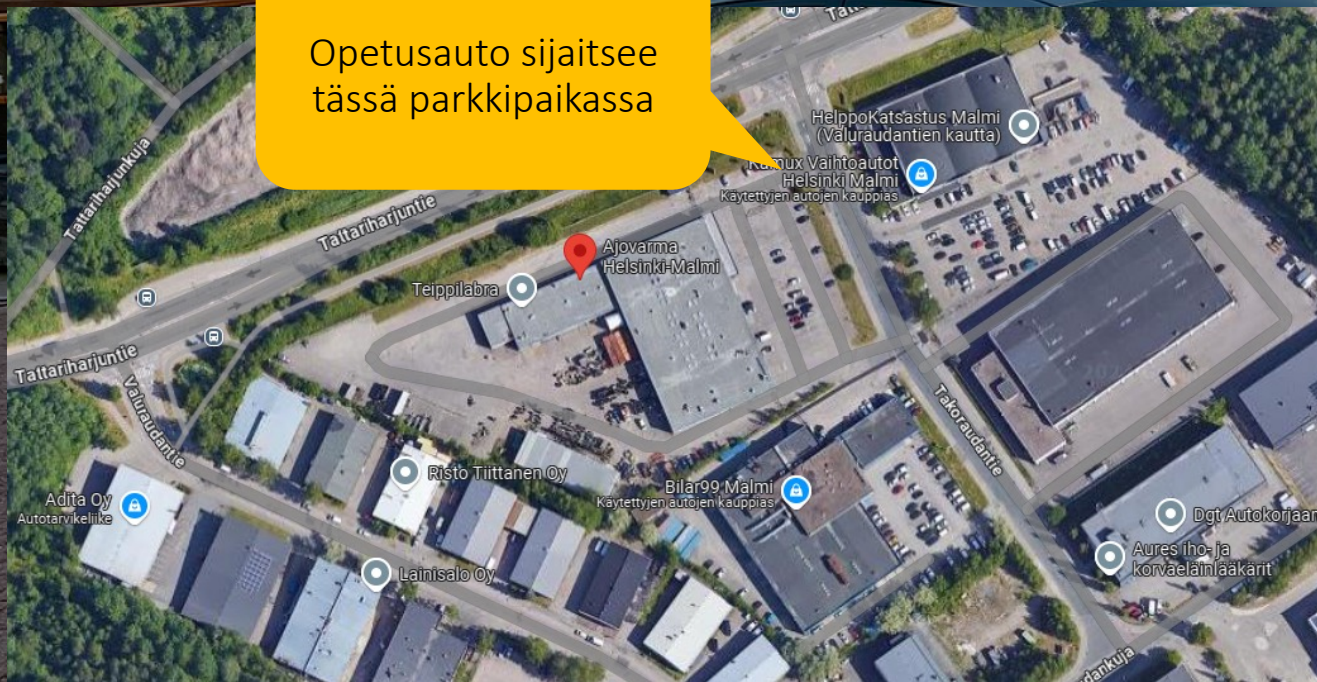 Opetusauto sijaitsee
tässä parkkipaikassa
HelppoKatsastus Malmi
(Valuraudantien kautta)
Kamux Vaihtoautot
Helsinki Malmi
Käytettyjen autojen kauppias
Tattariharjunkuja
Tattariharjuntie
Ajovarma
Helsinki-Malmi
Teippilabra
Tattariharjuntie
Valuraudantie
Takoraudantie
Risto Tiittanen Oy
Bilar99 Malmi
Käytettyjen autojen kauppias
Adita Oy
Autotarvikeliike
Dgt Autokorjaam
Aures iho- ja
korvaeläinlääkärit
Lainisalo Oy